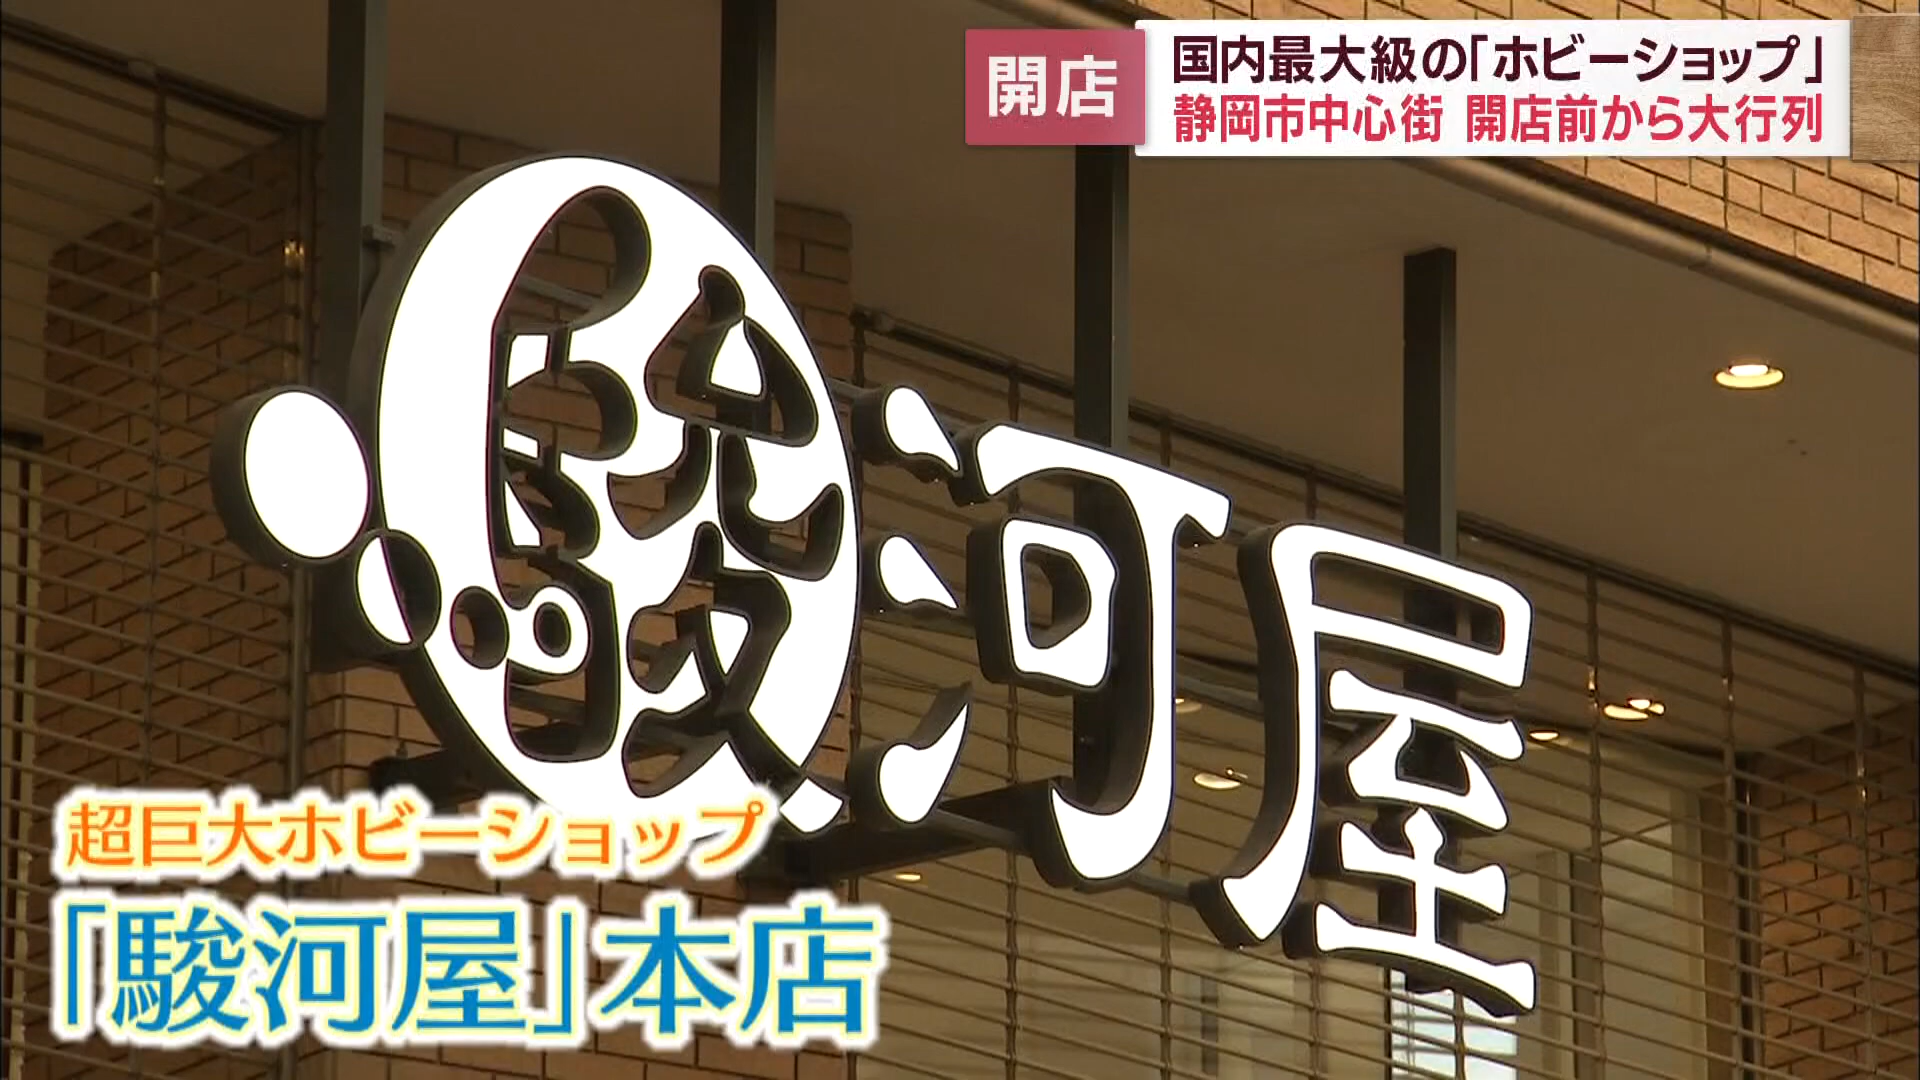 開店
国内最大級の「ホビーショップ」
静岡市中心街 開店前から大行列
駿河屋
超巨大ホビーショップ
「駿河屋」本店